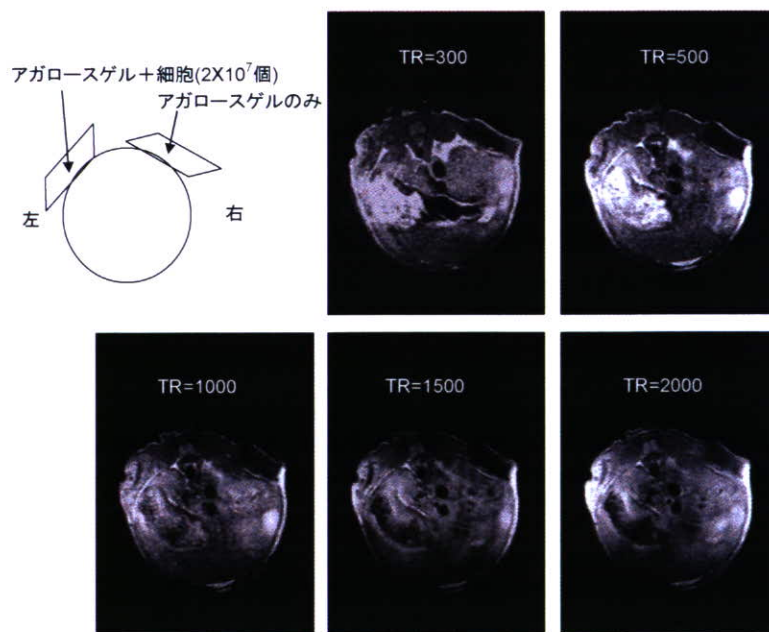 アガロースゲル＋細胞(2X10⁷個)
アガロースゲルのみ
左
右
TR=300
TR=500
TR=1000
TR=1500
TR=2000